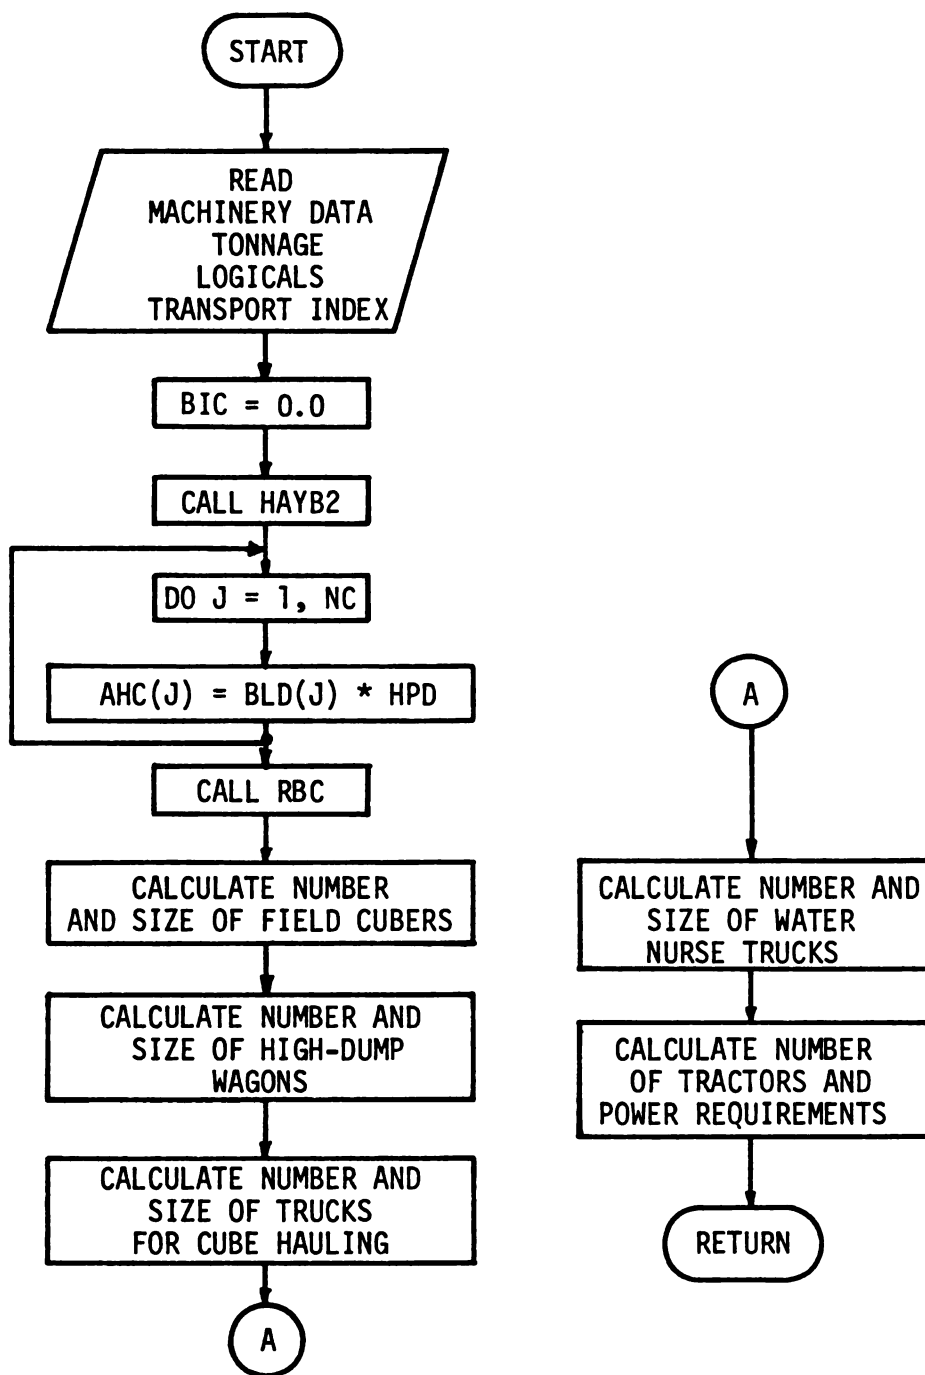 START
READ
MACHINERY DATA
TONNAGE
LOGICALS
TRANSPORT INDEX
BIC = 0.0
CALL HAYB2
DO J = 1, NC
AHC(J) = BLD(J) * HPD
CALL RBC
CALCULATE NUMBER
AND SIZE OF FIELD CUBERS
CALCULATE NUMBER AND
SIZE OF HIGH-DUMP
WAGONS
CALCULATE NUMBER AND
SIZE OF TRUCKS
FOR CUBE HAULING
A
A
CALCULATE NUMBER AND
SIZE OF WATER
NURSE TRUCKS
CALCULATE NUMBER
OF TRACTORS AND
POWER REQUIREMENTS
RETURN